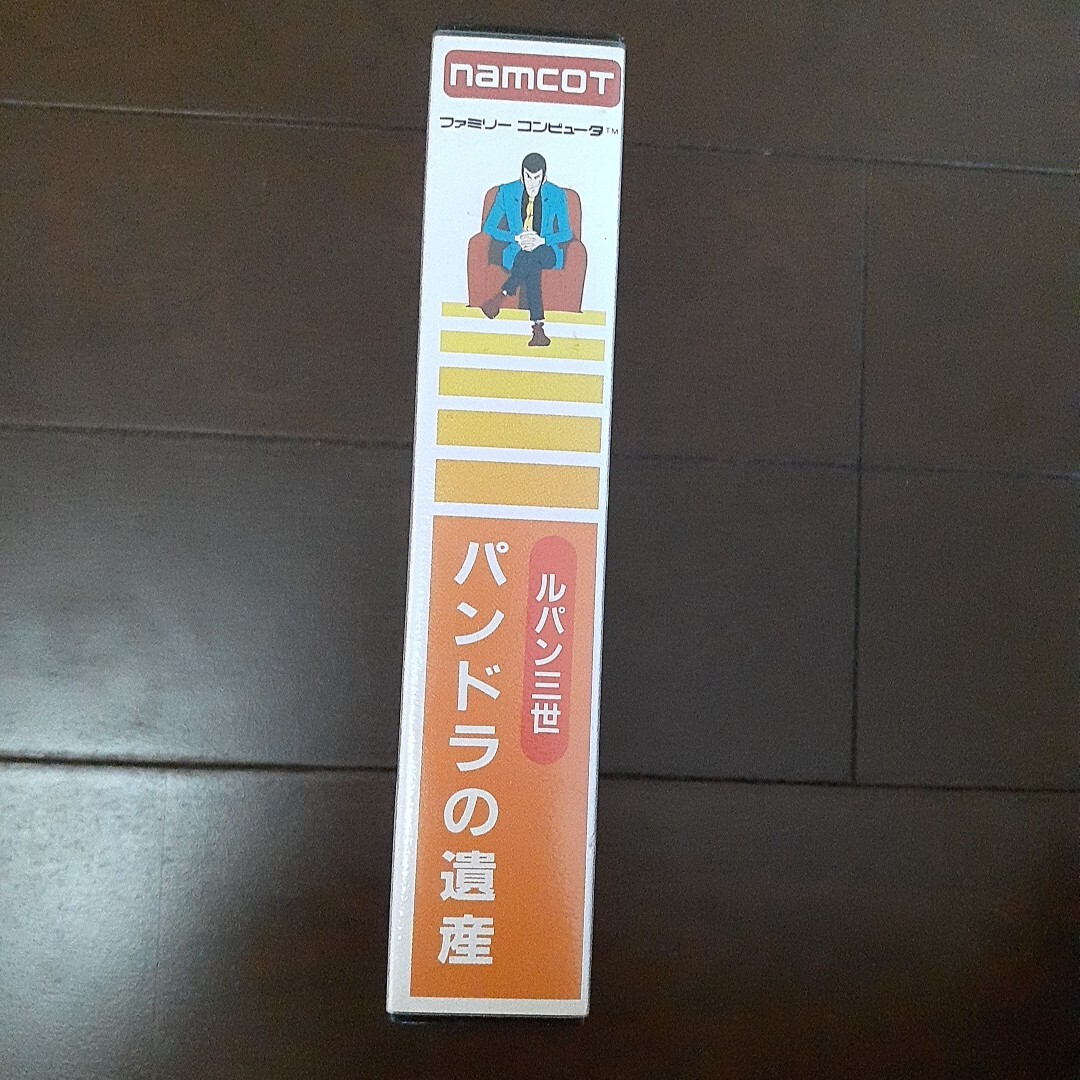 namcoT
ファミリー コンピュータ™
ルパン三世
パンドラの遺産